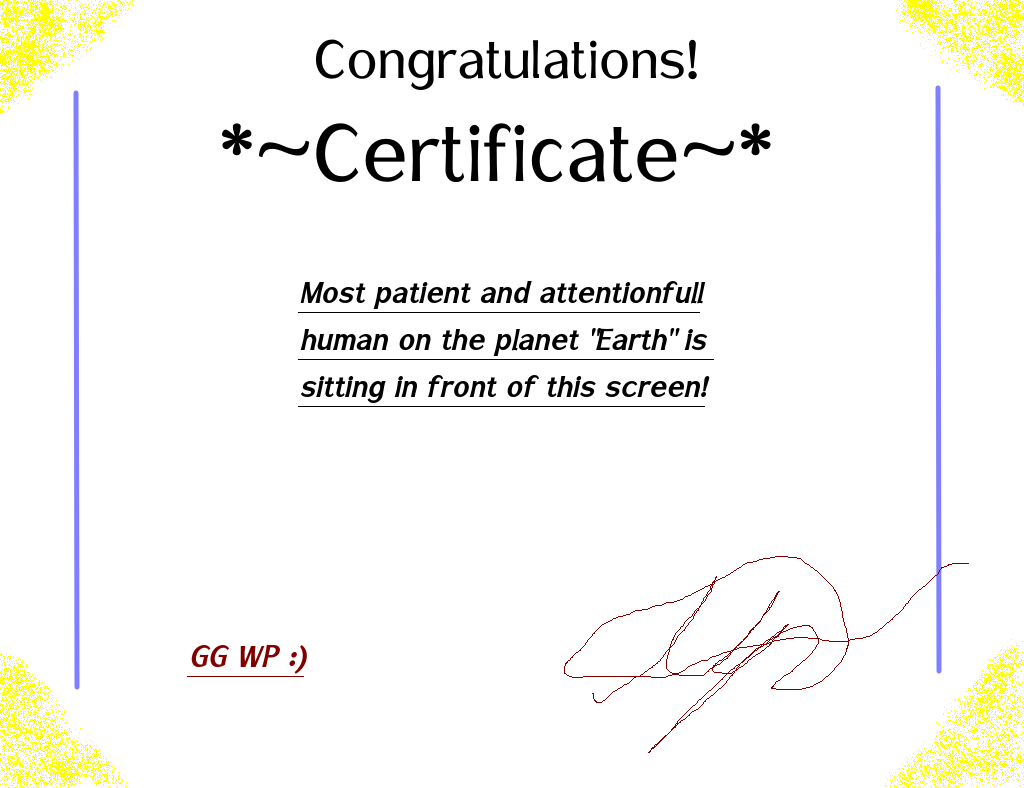 Congratulations!
*~Certificate~*
Most patient and attentionfull
human on the planet "Earth" is
sitting in front of this screen!
GG WP :)